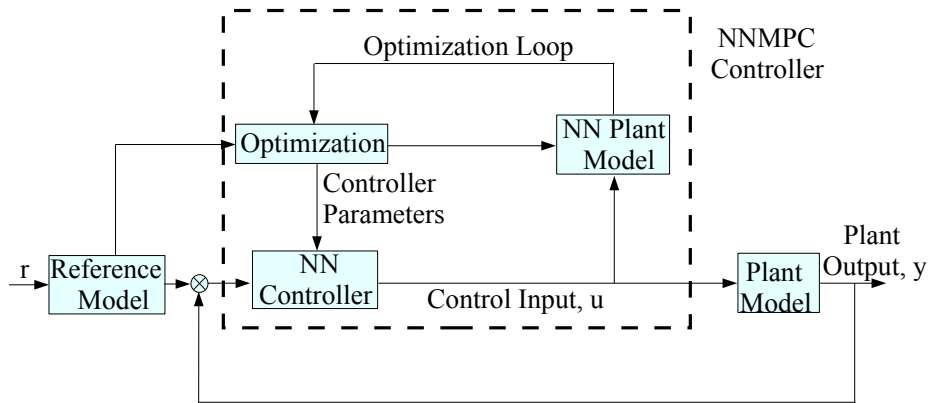 NNMPC
Controller
Optimization Loop
Optimization
NN Plant
Model
Controller
Parameters
r
Reference
Model
NN
Controller
Control Input, u
Plant
Model
Plant
Output, y